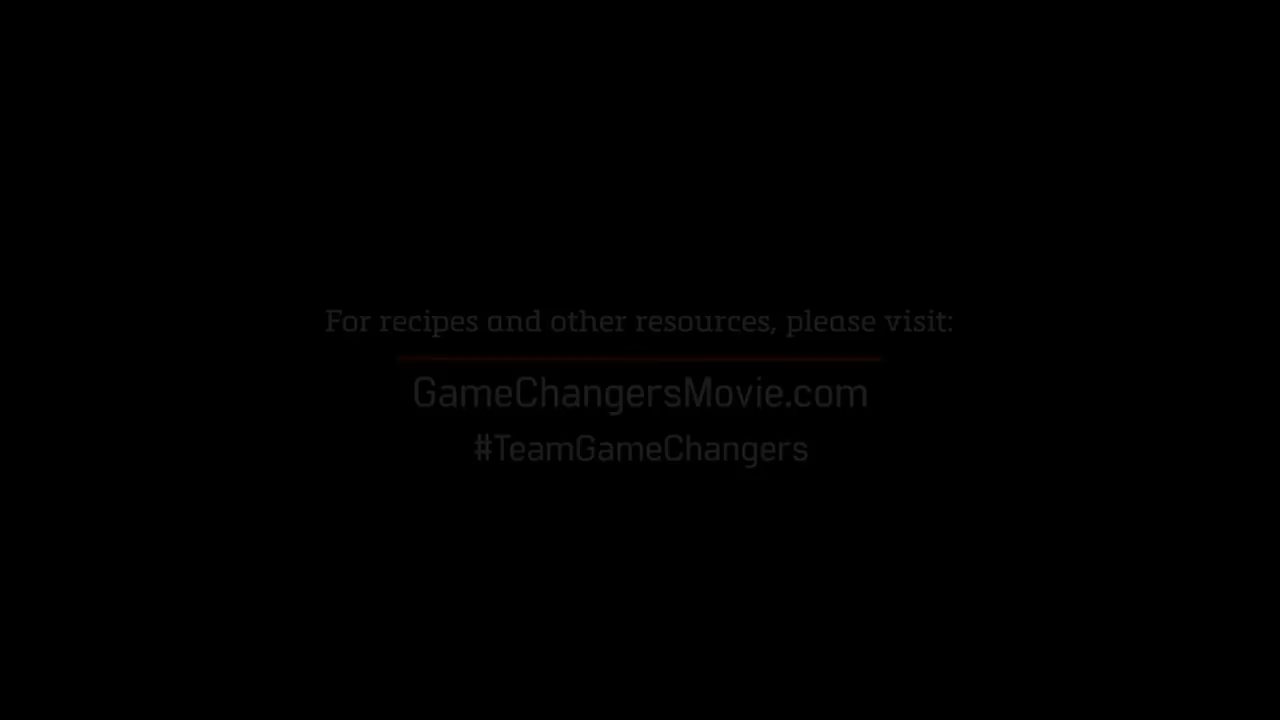 For recipes and other resources, please visit:
GameChangersMovie.com
#TeamGameChangers